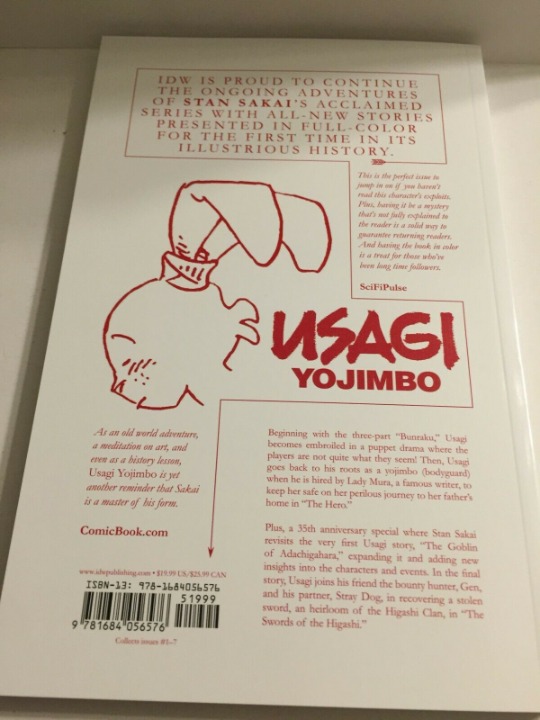 IDW IS PROUD TO CONTINUE
THE ONGOING ADVENTURES
OF STAN SAKAI'S ACCLAIMED
SERIES WITH ALL-NEW STORIES
PRESENTED IN FULL-COLOR
FOR THE FIRST TIME IN ITS
ILLUSTRIOUS HISTORY.
This is the perfect issue to
jump in on if you haven't
read this character's exploits.
Plus, having it be a mystery
that's not fully explained to
the reader is a solid way to
guarantee returning readers.
And having the book in color
is a treat for those who've
been long time followers.
SciFiPulse
USAGI
YOJIMBO
As an old world adventure,
a meditation on art, and
even as a history lesson,
Usagi Yojimbo is yet
another reminder that Sakai
is a master of his form.
ComicBook.com
Beginning with the three-part "Bunraku," Usagi
becomes embroiled in a puppet drama where the
players are not quite what they seem! Then, Usagi
goes back to his roots as a yojimbo (bodyguard)
when he is hired by Lady Mura, a famous writer, to
keep her safe on her perilous journey to her father's
home in "The Hero."
Plus, a 35th anniversary special where Stan Sakai
revisits the very first Usagi story, "The Goblin
of Adachigahara," expanding it and adding new
insights into the characters and events. In the final
story, Usagi joins his friend the bounty hunter, Gen,
and his partner, Stray Dog, in recovering a stolen
sword, an heirloom of the Higashi Clan, in "The
Swords of the Higashi."
www.idwpublishing.com • $19.99 US/$25.99 CAN
ISBN-13: 978-1684056576
51999
9 781684 056576
Collects issues #1–7